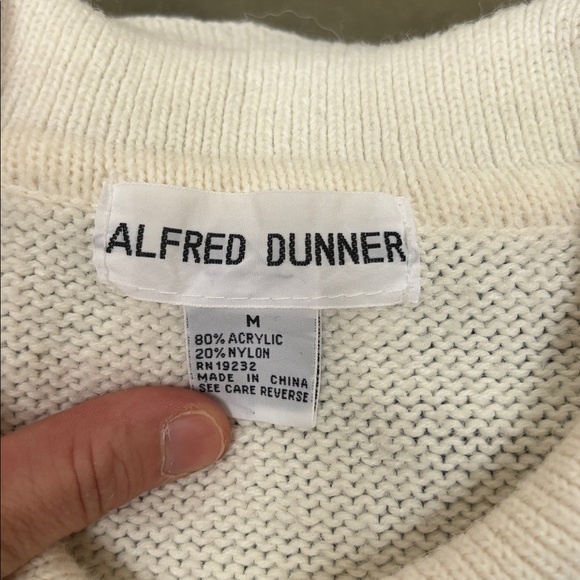 ALFRED DUNNER
M
80% ACRYLIC
20% NYLON
RN 19232
MADE IN CHINA
SEE CARE REVERSE